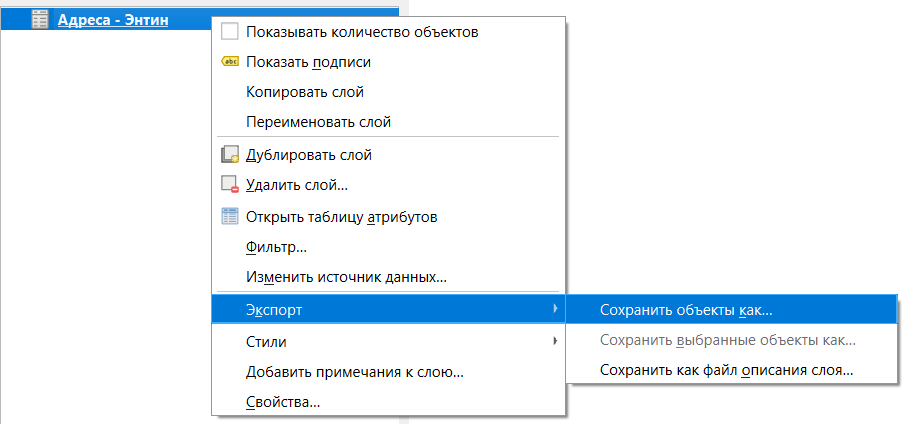 Адреса - Энтин
Показывать количество объектов
abc Показать подписи
Копировать слой
Переименовать слой
Дублировать слой
Удалить слой...
Открыть таблицу атрибутов
Фильтр...
Изменить источник данных...
Экспорт
Сохранить объекты как...
Сохранить выбранные объекты как...
Сохранить как файл описания слоя...
Стили
Добавить примечания к слою...
Свойства...